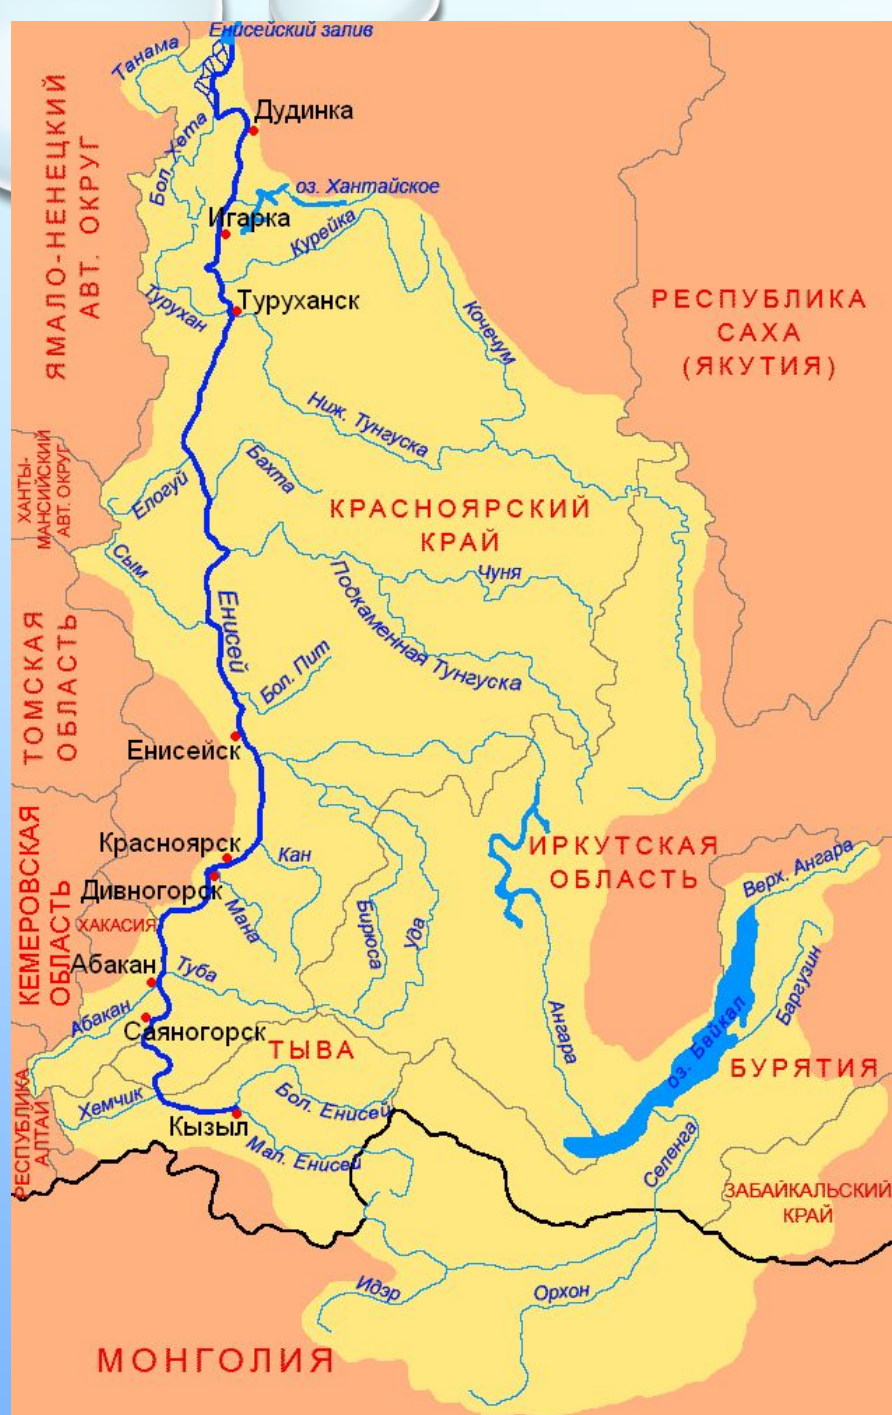 Енисейский залив
Танама
Дудинка
Бол. Хета
оз. Хантайское
Игарка
Курейка
ЯМАЛО-НЕНЕЦКИЙ
АВТ. ОКРУГ
Турухан
Туруханск
Кочечум
РЕСПУБЛИКА
САХА
(ЯКУТИЯ)
Ниж. Тунгуска
ХАНТЫ-
МАНСИЙСКИЙ
АВТ. ОКРУГ
Елогуй
Бахта
КРАСНОЯРСКИЙ
КРАЙ
Сым
Чуня
Подкаменная Тунгуска
Енисей
ТОМСКАЯ
ОБЛАСТЬ
Бол. Пит
Енисейск
Красноярск
Кан
ИРКУТСКАЯ
ОБЛАСТЬ
Дивногорск
Верх. Ангара
КЕМЕРОВСКАЯ
ОБЛАСТЬ
ХАКАСИЯ
Мана
Бирюса
Уда
Абакан
Туба
Баргузин
Абакан
Саяногорск
Ангара
оз. Байкал
ТЫВА
БУРЯТИЯ
РЕСПУБЛИКА
АЛТАЙ
Хемчик
Бол. Енисей
Кызыл
Мал. Енисей
Селенга
ЗАБАЙКАЛЬСКИЙ
КРАЙ
Идэр
Орхон
МОНГОЛИЯ